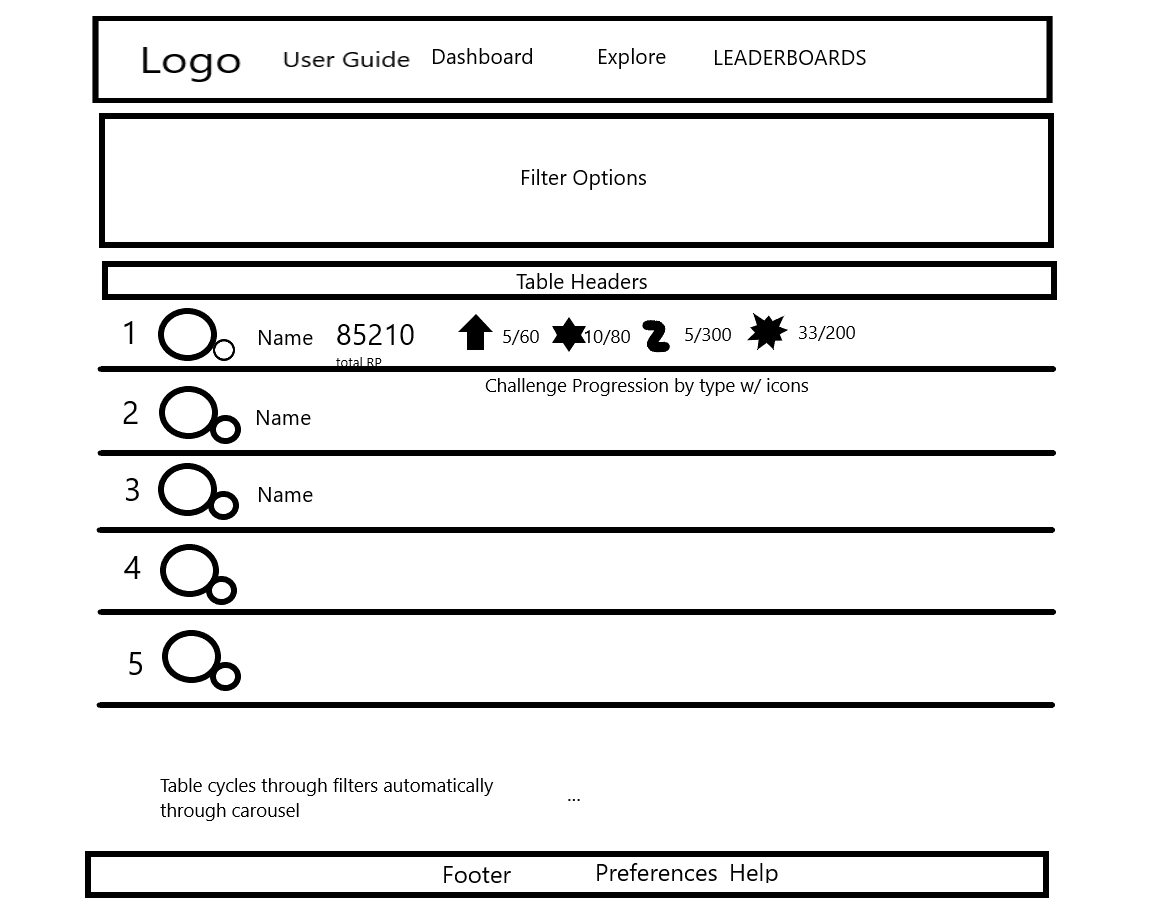 Logo User Guide Dashboard Explore LEADERBOARDS
Filter Options
Table Headers
1 Name 85210 5/60 10/80 5/300 33/200
total RP
Challenge Progression by type w/ icons
2 Name
3 Name
4
5
Table cycles through filters automatically
through carousel
...
Footer Preferences Help